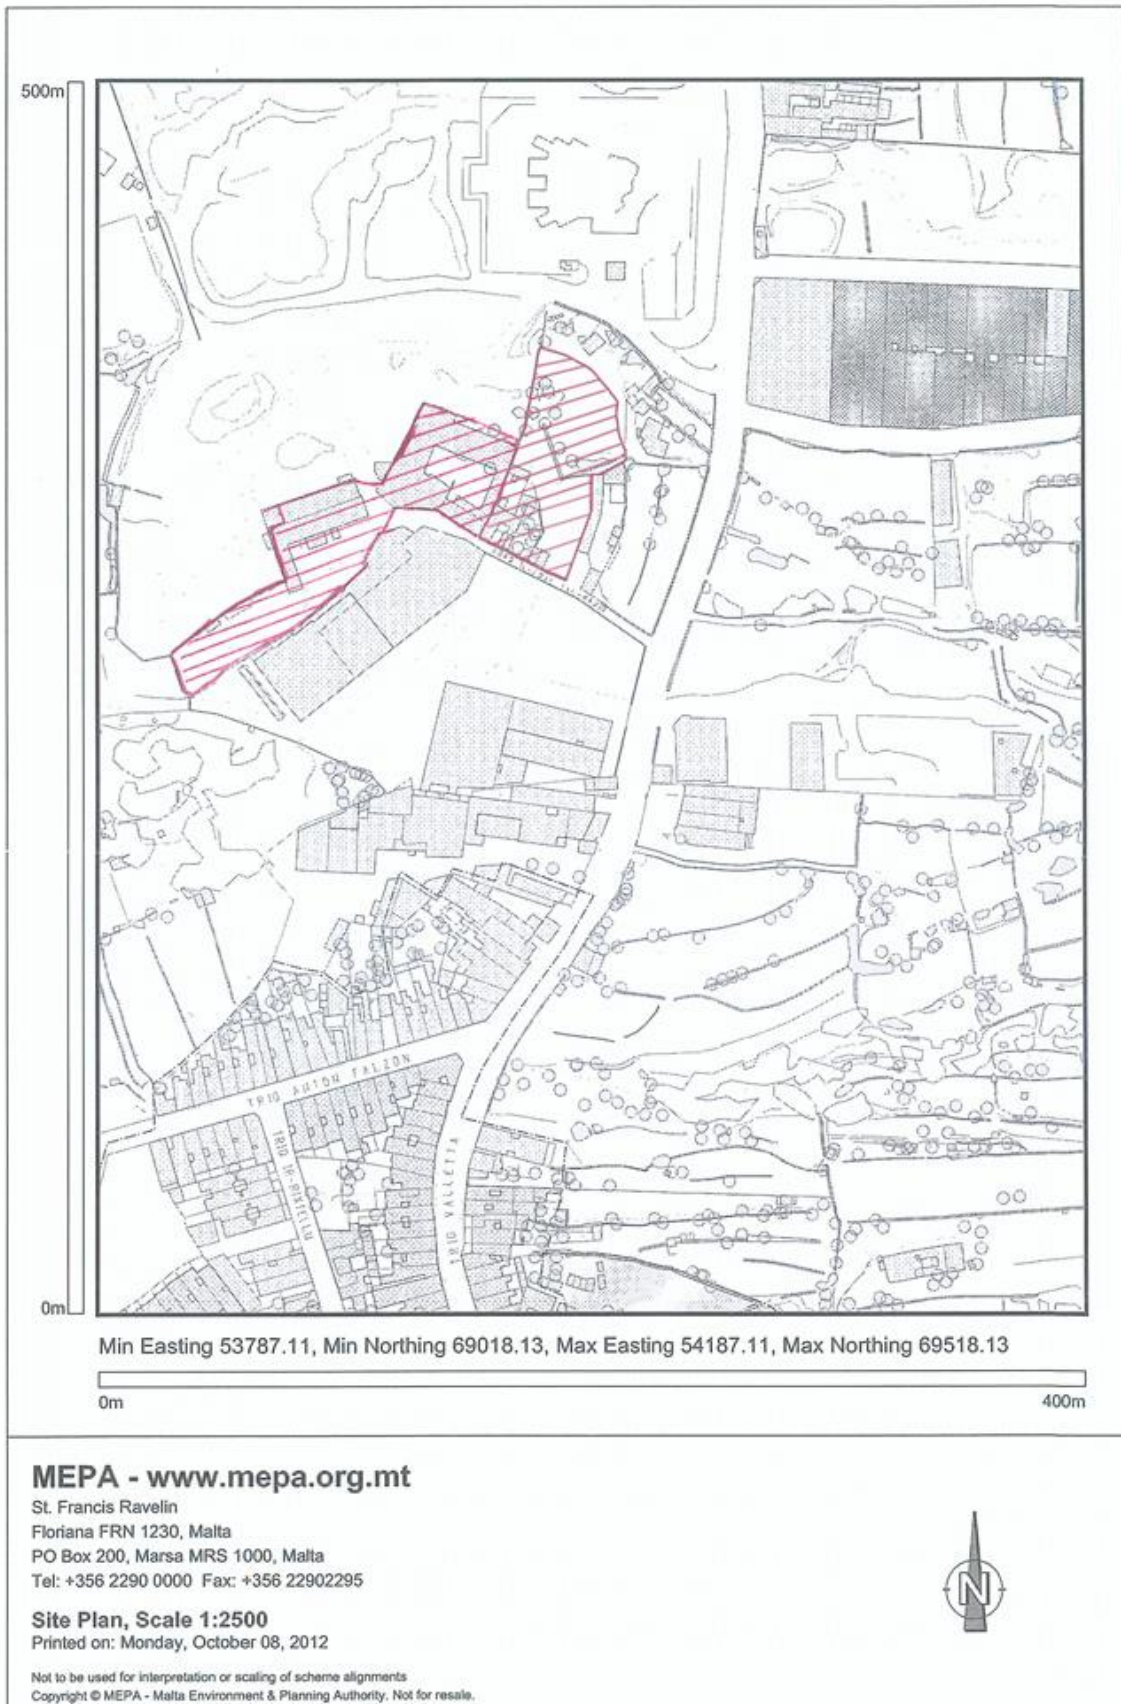 500m
TRIQ ANTON FALZON
TRIQ VALLETTA
0m
Min Easting 53787.11, Min Northing 69018.13, Max Easting 54187.11, Max Northing 69518.13
0m
400m
MEPA - www.mepa.org.mt
St. Francis Ravelin
Floriana FRN 1230, Malta
PO Box 200, Marsa MRS 1000, Malta
Tel: +356 2290 0000 Fax: +356 22902295
N
Site Plan, Scale 1:2500
Printed on: Monday, October 08, 2012
Not to be used for interpretation or scaling of scheme alignments
Copyright © MEPA - Malta Environment & Planning Authority. Not for resale.